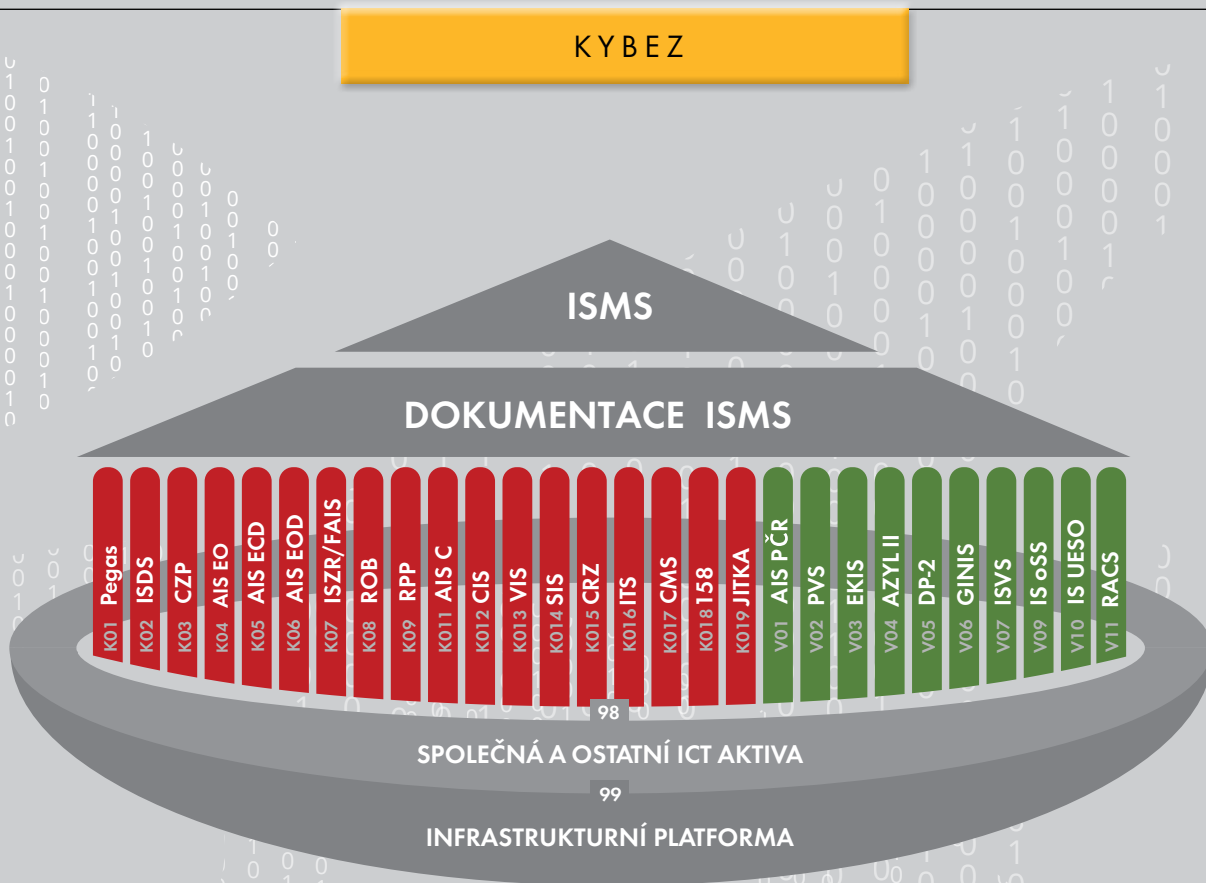 KYBEZ
ISMS
DOKUMENTACE ISMS
K01 Pegas
K02 ISDS
K03 CZP
K04 AIS EO
K05 AIS ECD
K06 AIS EOD
K07 ISZR/FAIS
K08 ROB
K09 RPP
K011 AIS C
K012 CIS
K013 VIS
K014 SIS
K015 CRZ
K016 ITS
K017 CMS
K018 158
K019 JITKA
V01 AIS PČR
V02 PVS
V03 EKIS
V04 AZYL II
V05 DP-2
V06 GINIS
V07 ISVS
V09 IS oSS
V10 IS UESO
V11 RACS
98
SPOLEČNÁ A OSTATNÍ ICT AKTIVA
99
INFRASTRUKTURNÍ PLATFORMA